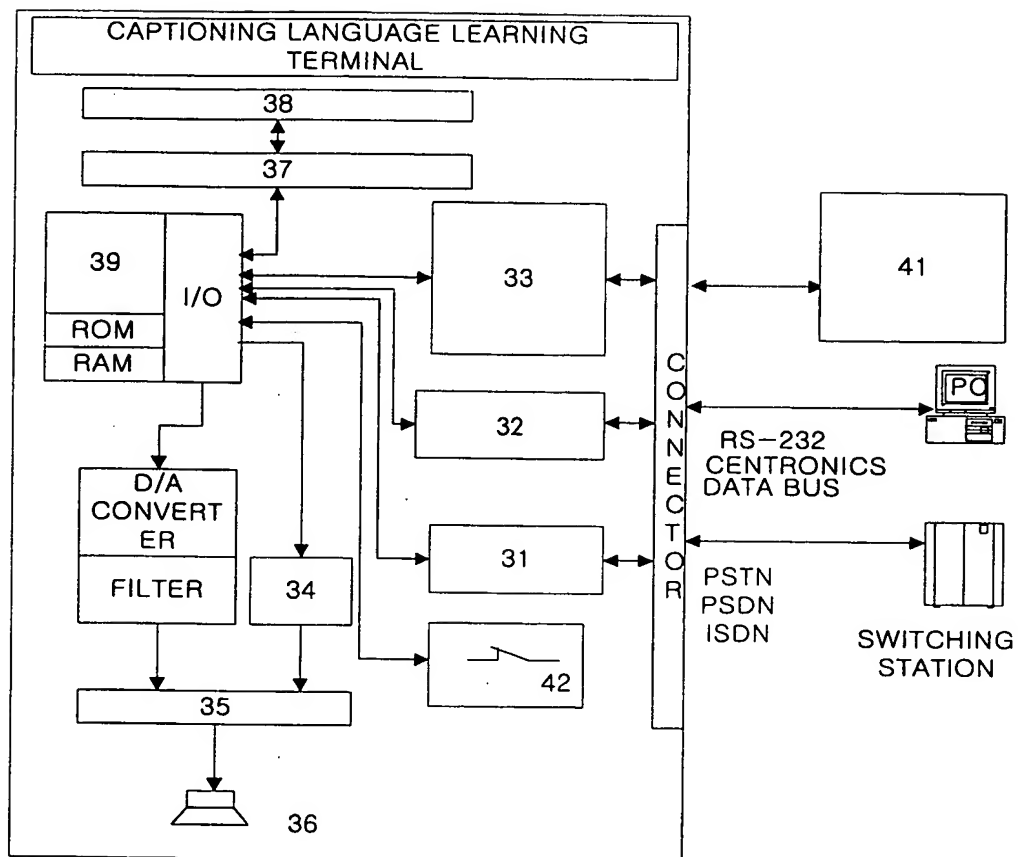 CAPTIONING LANGUAGE LEARNING
TERMINAL
38
37
39
I/O
ROM
RAM
33
41
32
PC
RS-232
CENTRONICS
DATA BUS
D/A
CONVERT
ER
FILTER
34
31
CONNECTOR
PSTN
PSDN
ISDN
SWITCHING
STATION
42
35
36